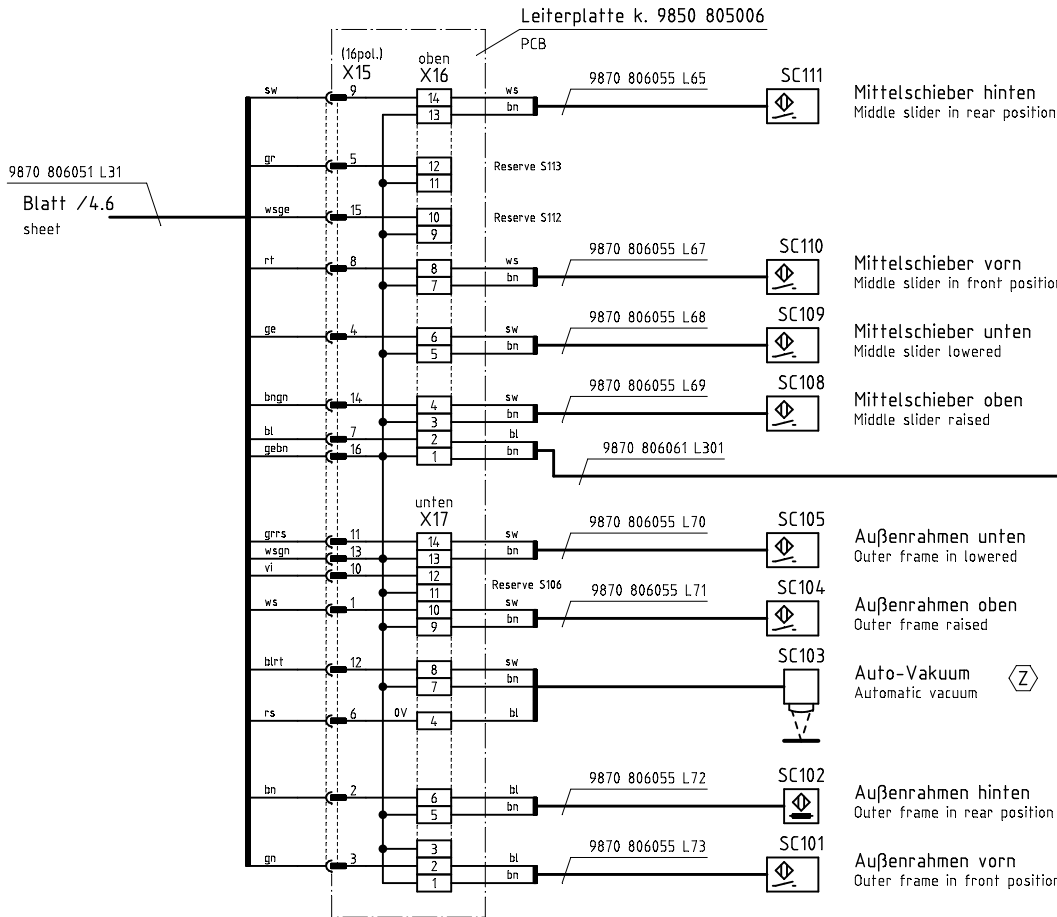 Leiterplatte k. 9850 805006
PCB
(16pol.)
X15
oben
X16
sw 9 14 ws 9870 806055 L65 SC111 Mittelschieber hinten
13 bn Middle slider in rear position
gr 5 12 Reserve S113
11
9870 806051 L31
Blatt /4.6
sheet
wsge 15 10 Reserve S112
9
rt 8 8 ws 9870 806055 L67 SC110 Mittelschieber vorn
7 bn Middle slider in front position
ge 4 6 sw 9870 806055 L68 SC109 Mittelschieber unten
5 bn Middle slider lowered
bngn 14 4 sw 9870 806055 L69 SC108 Mittelschieber oben
3 bn Middle slider raised
bl 7 2 bl
gebn 16 1 bn 9870 806061 L301
unten
X17
grrs 11 14 sw 9870 806055 L70 SC105 Außenrahmen unten
wsgn 13 13 bn Outer frame in lowered
vi 10 12 Reserve S106
11
ws 1 10 sw 9870 806055 L71 SC104 Außenrahmen oben
9 bn Outer frame raised
blrt 12 8 sw SC103 Auto-Vakuum Z
7 bn Automatic vacuum
rs 6 0V 4 bl
bn 2 6 bl 9870 806055 L72 SC102 Außenrahmen hinten
5 bn Outer frame in rear position
3
gn 3 2 bl 9870 806055 L73 SC101 Außenrahmen vorn
1 bn Outer frame in front position